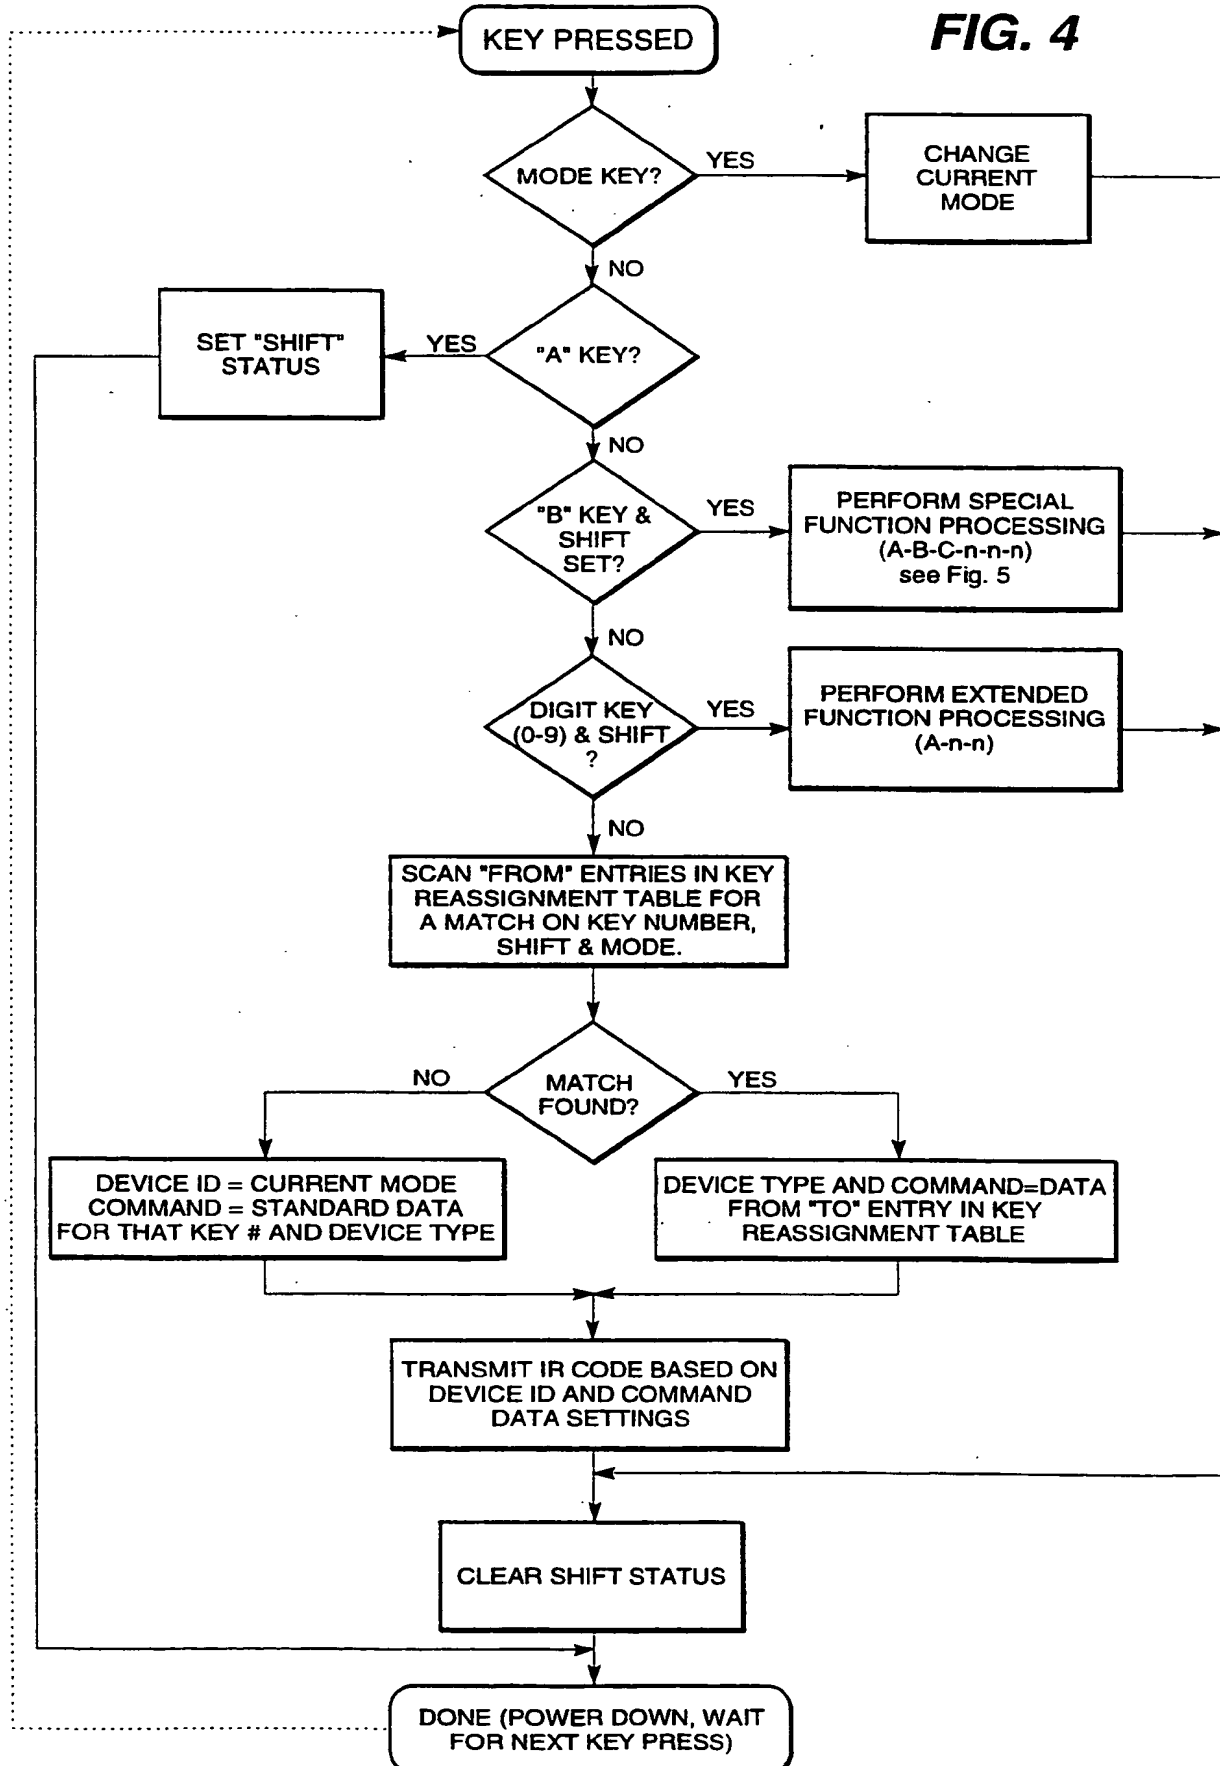 KEY PRESSED
FIG. 4
MODE KEY?
YES
CHANGE
CURRENT
MODE
NO
SET "SHIFT"
STATUS
YES
"A" KEY?
NO
"B" KEY &
SHIFT
SET?
YES
PERFORM SPECIAL
FUNCTION PROCESSING
(A-B-C-n-n-n)
see Fig. 5
NO
DIGIT KEY
(0-9) & SHIFT
?
YES
PERFORM EXTENDED
FUNCTION PROCESSING
(A-n-n)
NO
SCAN "FROM" ENTRIES IN KEY
REASSIGNMENT TABLE FOR
A MATCH ON KEY NUMBER,
SHIFT & MODE.
NO
MATCH
FOUND?
YES
DEVICE ID = CURRENT MODE
COMMAND = STANDARD DATA
FOR THAT KEY # AND DEVICE TYPE
DEVICE TYPE AND COMMAND=DATA
FROM "TO" ENTRY IN KEY
REASSIGNMENT TABLE
TRANSMIT IR CODE BASED ON
DEVICE ID AND COMMAND
DATA SETTINGS
CLEAR SHIFT STATUS
DONE (POWER DOWN, WAIT
FOR NEXT KEY PRESS)